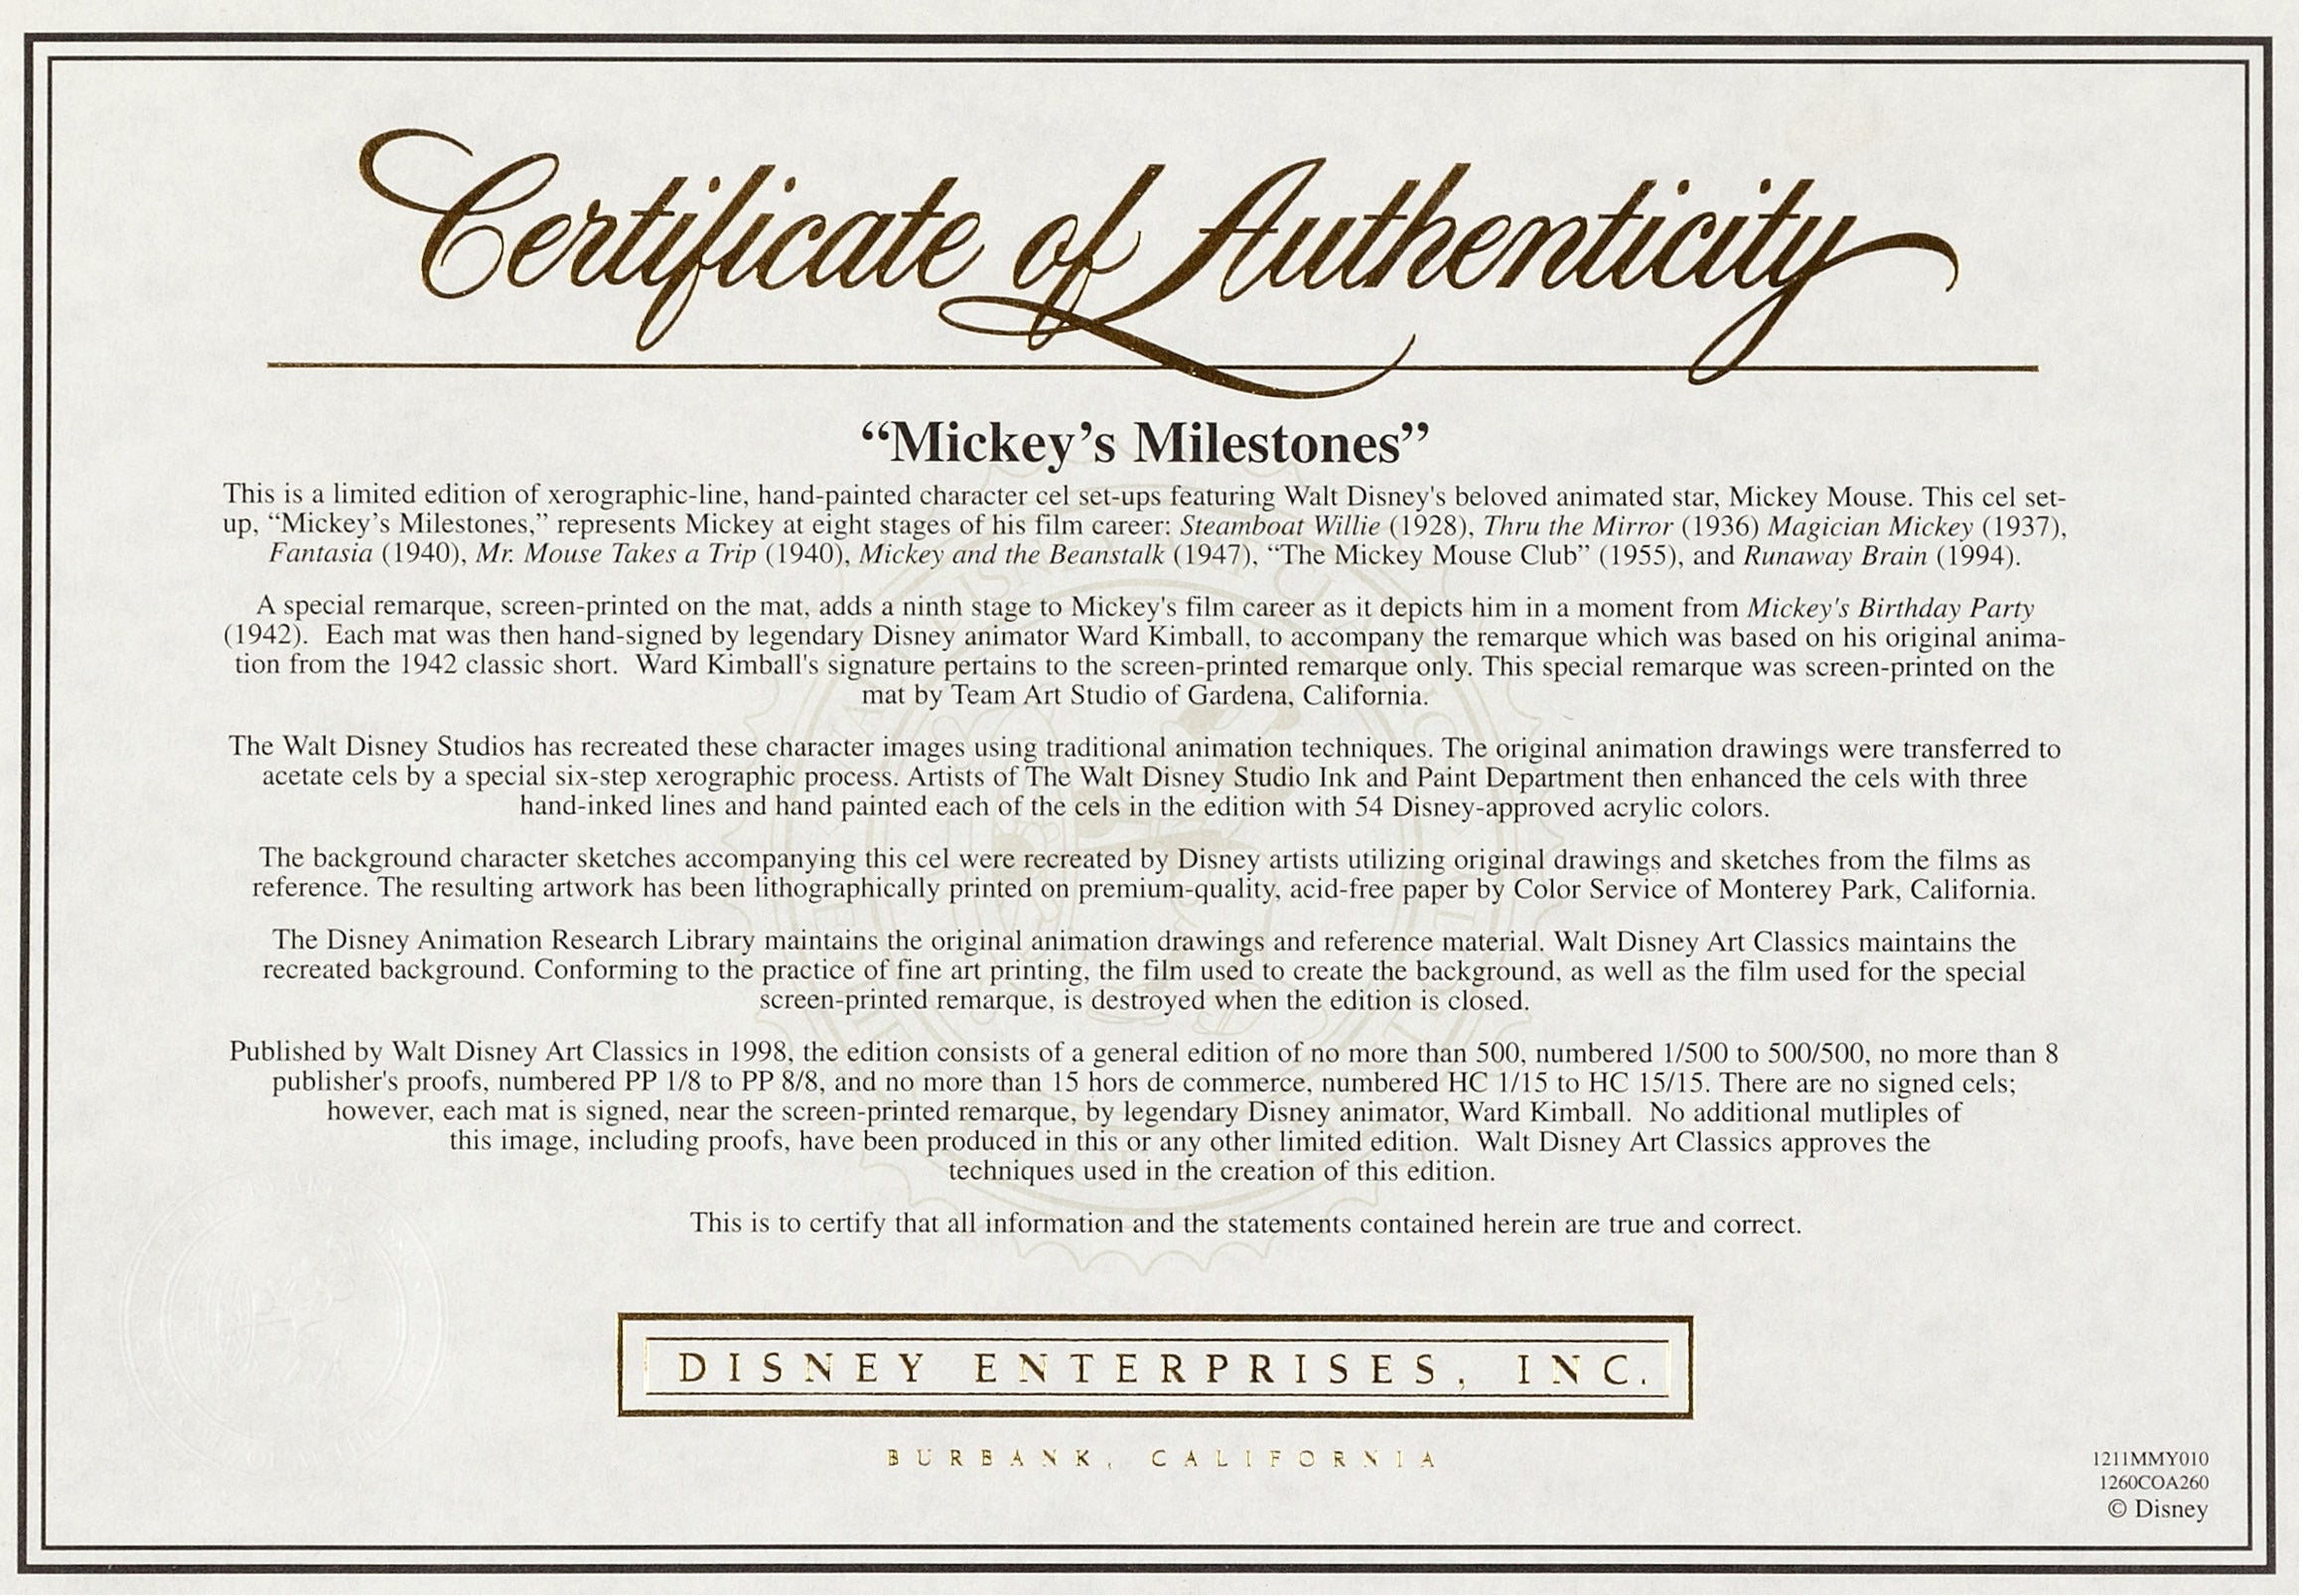 Certificate of Authenticity
“Mickey’s Milestones”
This is a limited edition of xerographic-line, hand-painted character cel set-ups featuring Walt Disney's beloved animated star, Mickey Mouse. This cel set-
up, “Mickey’s Milestones,” represents Mickey at eight stages of his film career: Steamboat Willie (1928), Thru the Mirror (1936) Magician Mickey (1937),
Fantasia (1940), Mr. Mouse Takes a Trip (1940), Mickey and the Beanstalk (1947), “The Mickey Mouse Club” (1955), and Runaway Brain (1994).
A special remarque, screen-printed on the mat, adds a ninth stage to Mickey's film career as it depicts him in a moment from Mickey's Birthday Party
(1942). Each mat was then hand-signed by legendary Disney animator Ward Kimball, to accompany the remarque which was based on his original anima-
tion from the 1942 classic short. Ward Kimball's signature pertains to the screen-printed remarque only. This special remarque was screen-printed on the
mat by Team Art Studio of Gardena, California.
The Walt Disney Studios has recreated these character images using traditional animation techniques. The original animation drawings were transferred to
acetate cels by a special six-step xerographic process. Artists of The Walt Disney Studio Ink and Paint Department then enhanced the cels with three
hand-inked lines and hand painted each of the cels in the edition with 54 Disney-approved acrylic colors.
The background character sketches accompanying this cel were recreated by Disney artists utilizing original drawings and sketches from the films as
reference. The resulting artwork has been lithographically printed on premium-quality, acid-free paper by Color Service of Monterey Park, California.
The Disney Animation Research Library maintains the original animation drawings and reference material. Walt Disney Art Classics maintains the
recreated background. Conforming to the practice of fine art printing, the film used to create the background, as well as the film used for the special
screen-printed remarque, is destroyed when the edition is closed.
Published by Walt Disney Art Classics in 1998, the edition consists of a general edition of no more than 500, numbered 1/500 to 500/500, no more than 8
publisher's proofs, numbered PP 1/8 to PP 8/8, and no more than 15 hors de commerce, numbered HC 1/15 to HC 15/15. There are no signed cels;
however, each mat is signed, near the screen-printed remarque, by legendary Disney animator, Ward Kimball. No additional mutliples of
this image, including proofs, have been produced in this or any other limited edition. Walt Disney Art Classics approves the
techniques used in the creation of this edition.
This is to certify that all information and the statements contained herein are true and correct.
DISNEY ENTERPRISES, INC.
BURBANK, CALIFORNIA
1211MMY010
1260COA260
© Disney